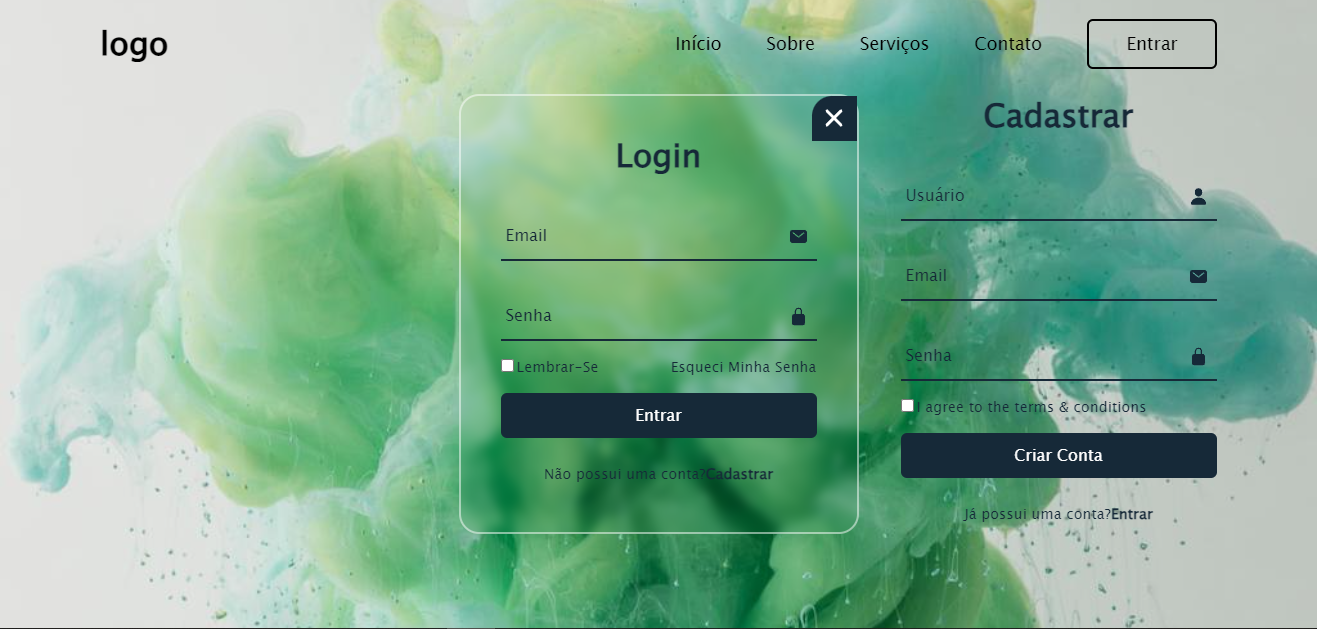 logo
Início Sobre Serviços Contato Entrar
Login
Email
Senha
Lembrar-Se Esqueci Minha Senha
Entrar
Não possui uma conta?Cadastrar
Cadastrar
Usuário
Email
Senha
I agree to the terms & conditions
Criar Conta
Já possui uma conta?Entrar